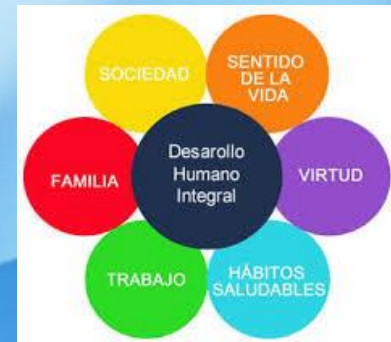 SOCIEDAD
SENTIDO
DE LA
VIDA
FAMILIA
Desarollo
Humano
Integral
VIRTUD
TRABAJO
HÁBITOS
SALUDABLES